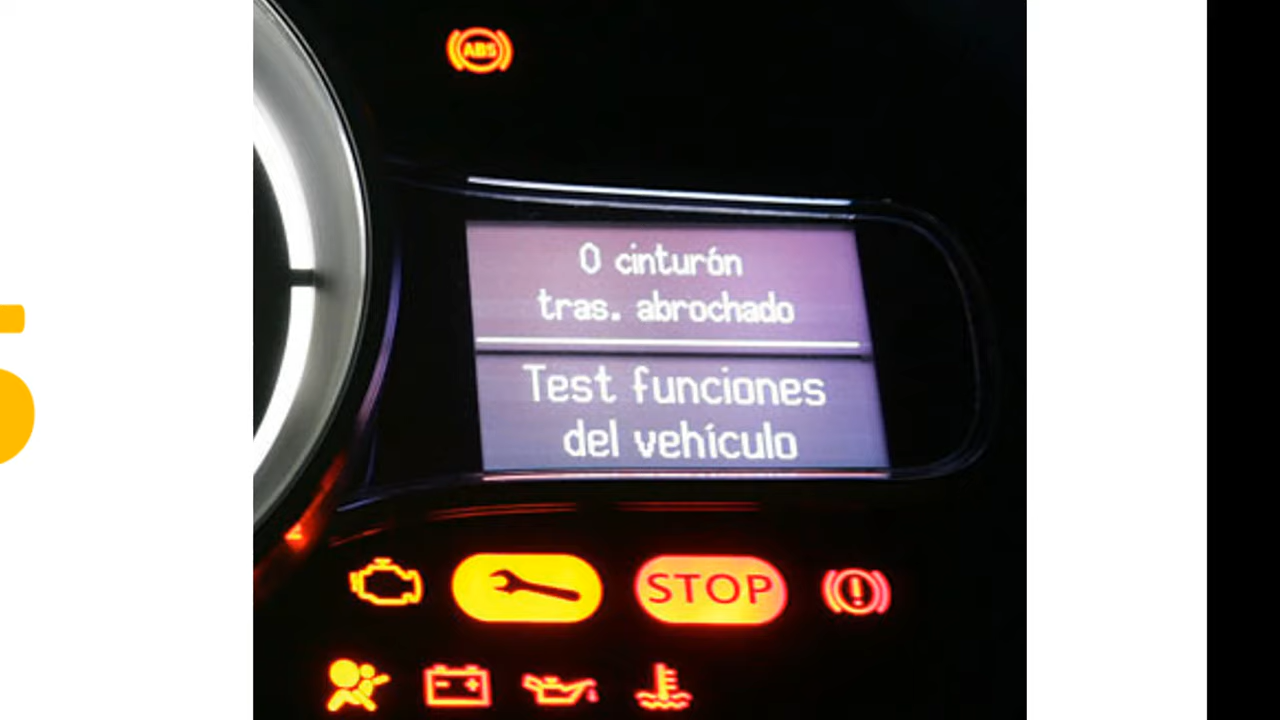 ABS
0 cinturón
tras. abrochado
Test funciones
del vehículo
STOP